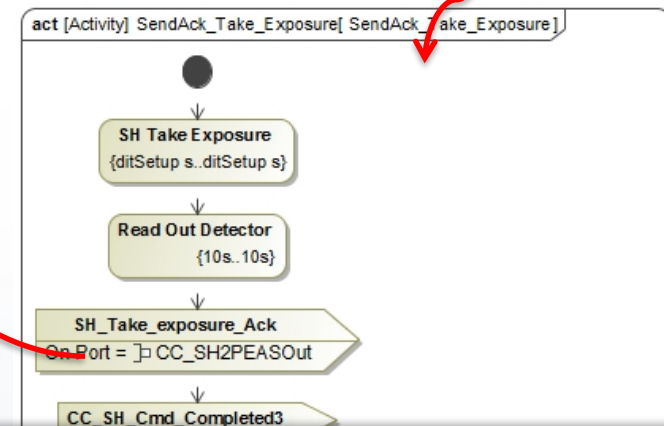 act [Activity] SendAck_Take_Exposure[ SendAck_Take_Exposure]
SH Take Exposure
{ditSetup s..ditSetup s}
Read Out Detector
{10s..10s}
SH_Take_exposure_Ack
On Port = CC_SH2PEASOut
CC_SH_Cmd_Completed3